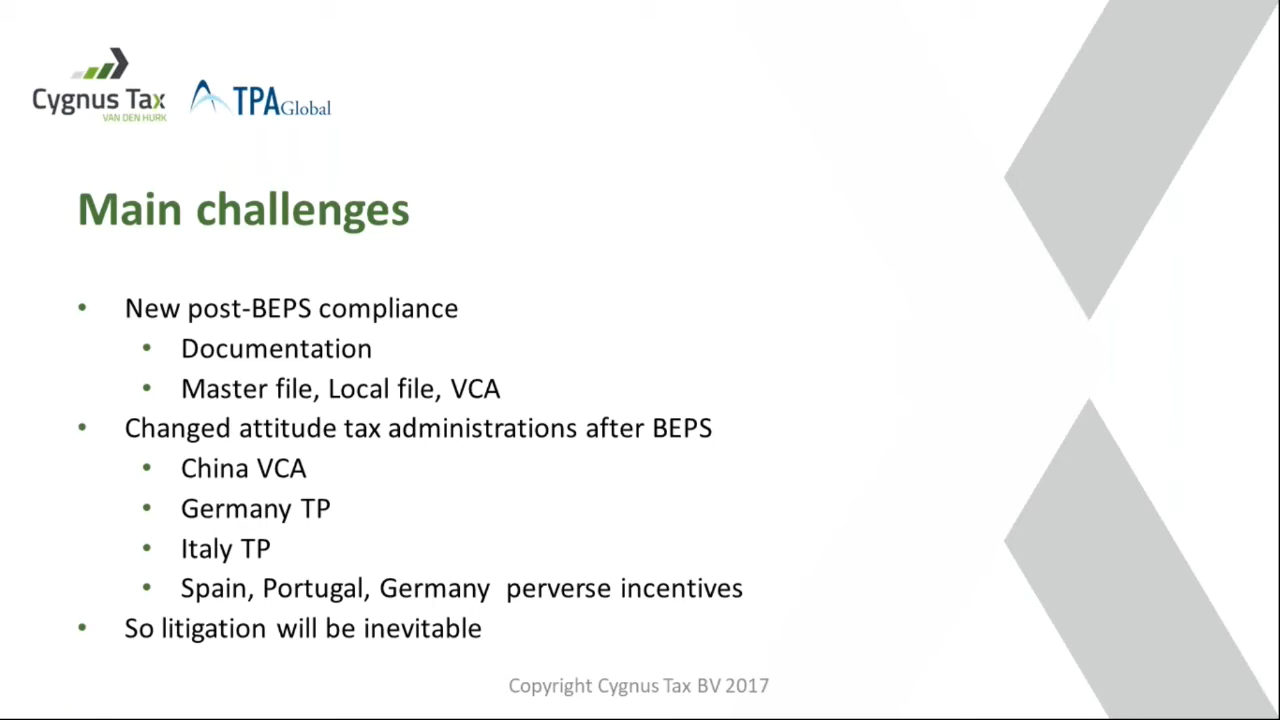 Cygnus Tax
VAN DEN HURK
TPA Global
Main challenges
• New post-BEPS compliance
• Documentation
• Master file, Local file, VCA
• Changed attitude tax administrations after BEPS
• China VCA
• Germany TP
• Italy TP
• Spain, Portugal, Germany  perverse incentives
• So litigation will be inevitable
Copyright Cygnus Tax BV 2017